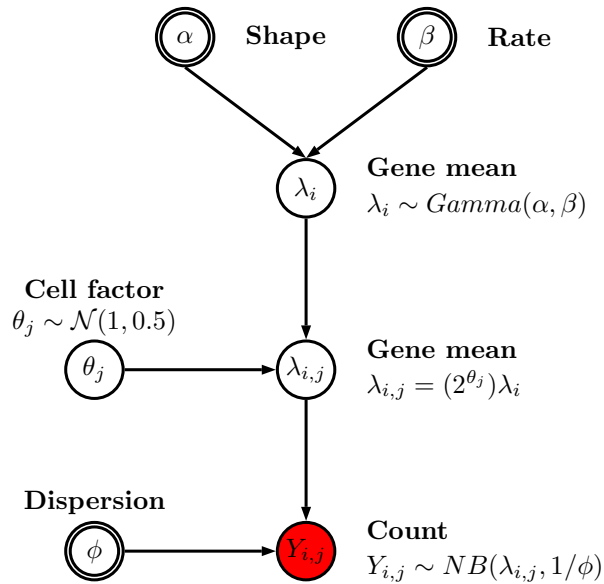 α Shape β Rate
λ_i Gene mean
λ_i ∼ Gamma(α, β)
Cell factor
θ_j ∼ 𝒩(1, 0.5)
θ_j λ_{i,j} Gene mean
λ_{i,j} = (2^{θ_j})λ_i
Dispersion
ϕ Y_{i,j} Count
Y_{i,j} ∼ NB(λ_{i,j}, 1/ϕ)